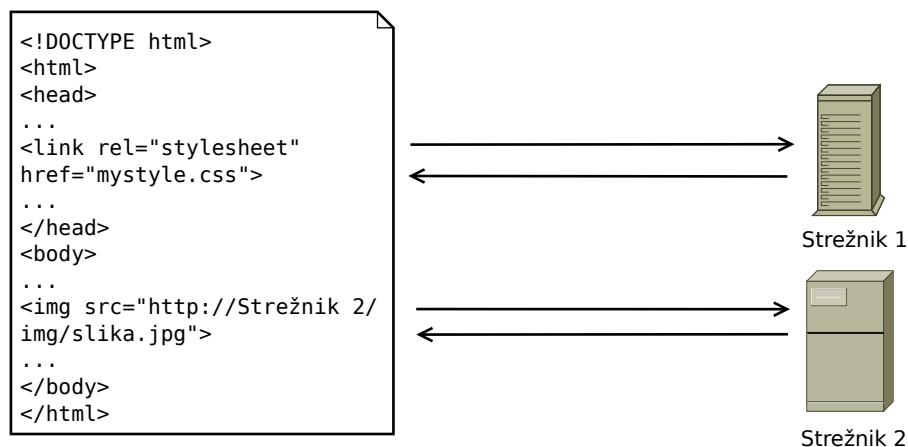 <!DOCTYPE html>
<html>
<head>
...
<link rel="stylesheet"
href="mystyle.css">
...
</head>
<body>
...
<img src="http://Strežnik 2/
img/slika.jpg">
...
</body>
</html>
Strežnik 1
Strežnik 2